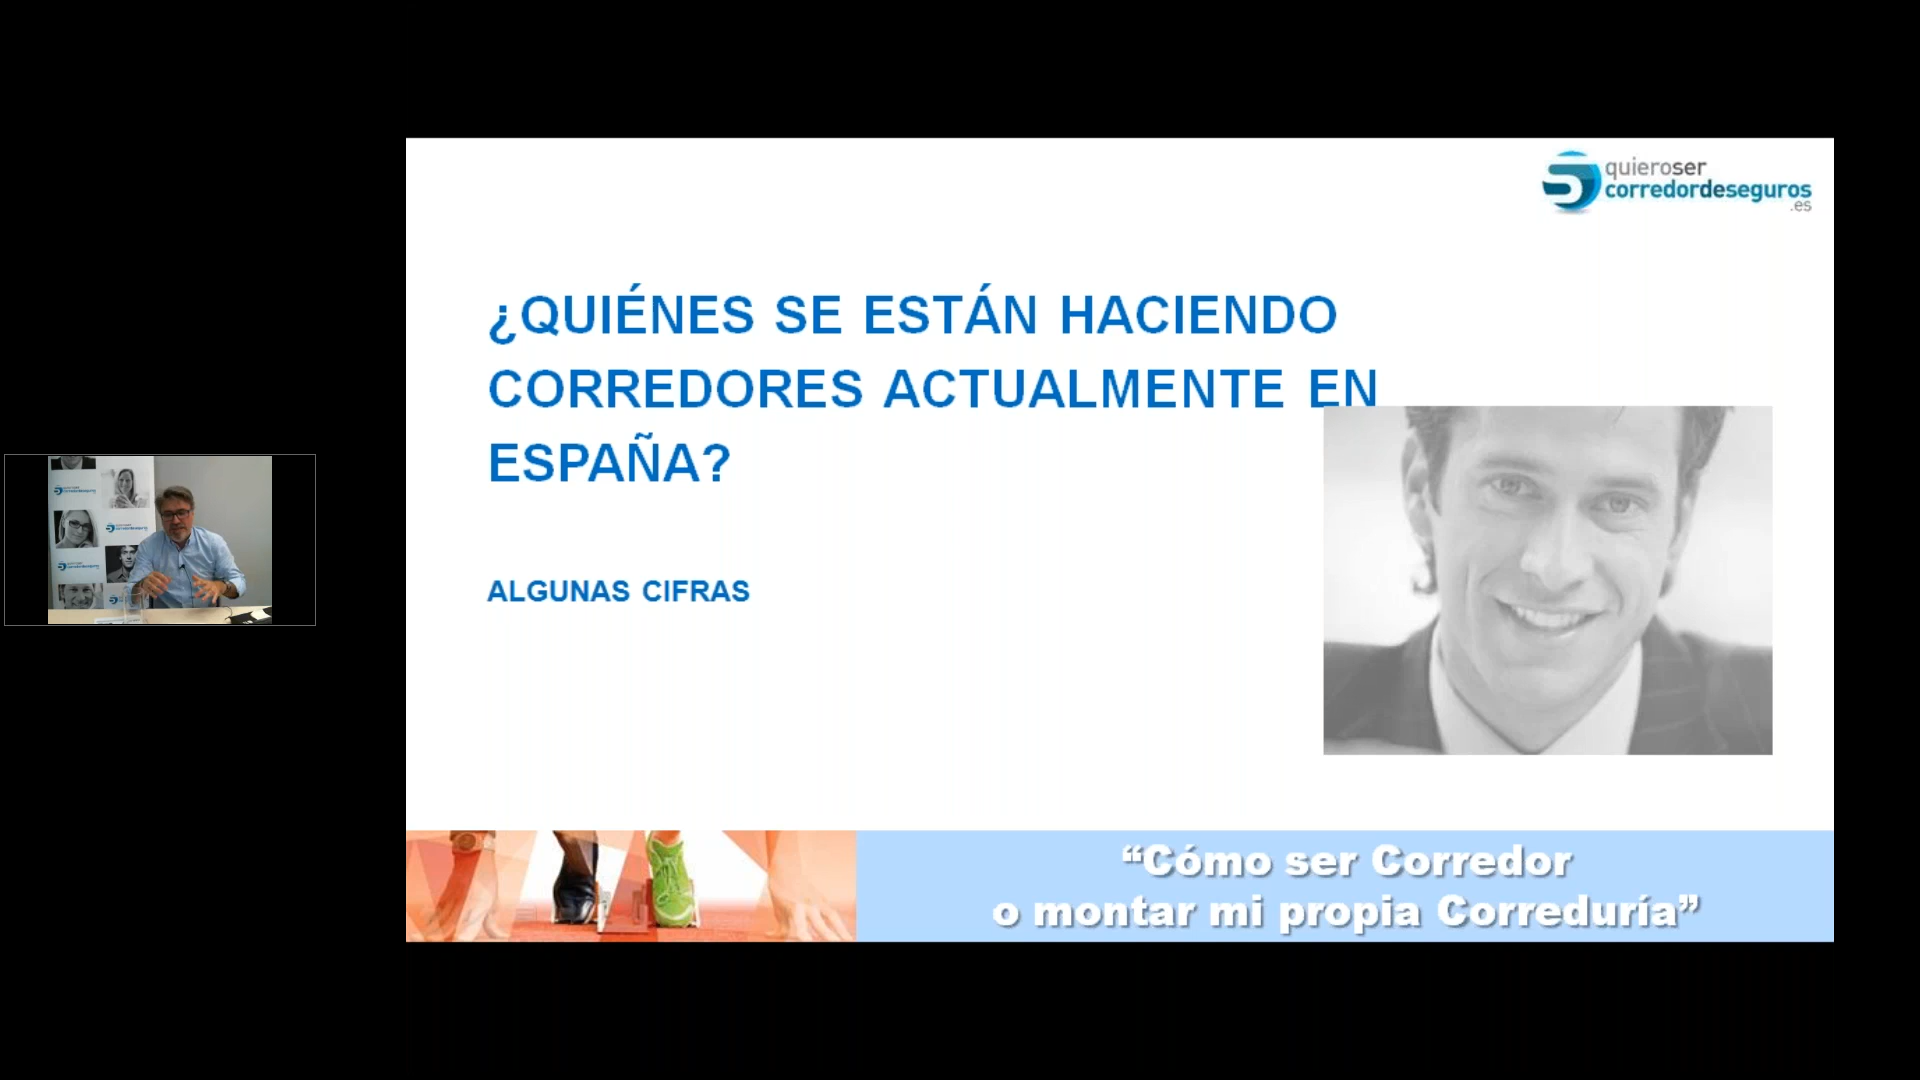 quieroser
corredordeseguros
.es
¿QUIÉNES SE ESTÁN HACIENDO
CORREDORES ACTUALMENTE EN
ESPAÑA?
ALGUNAS CIFRAS
“Cómo ser Corredor
o montar mi propia Correduría”